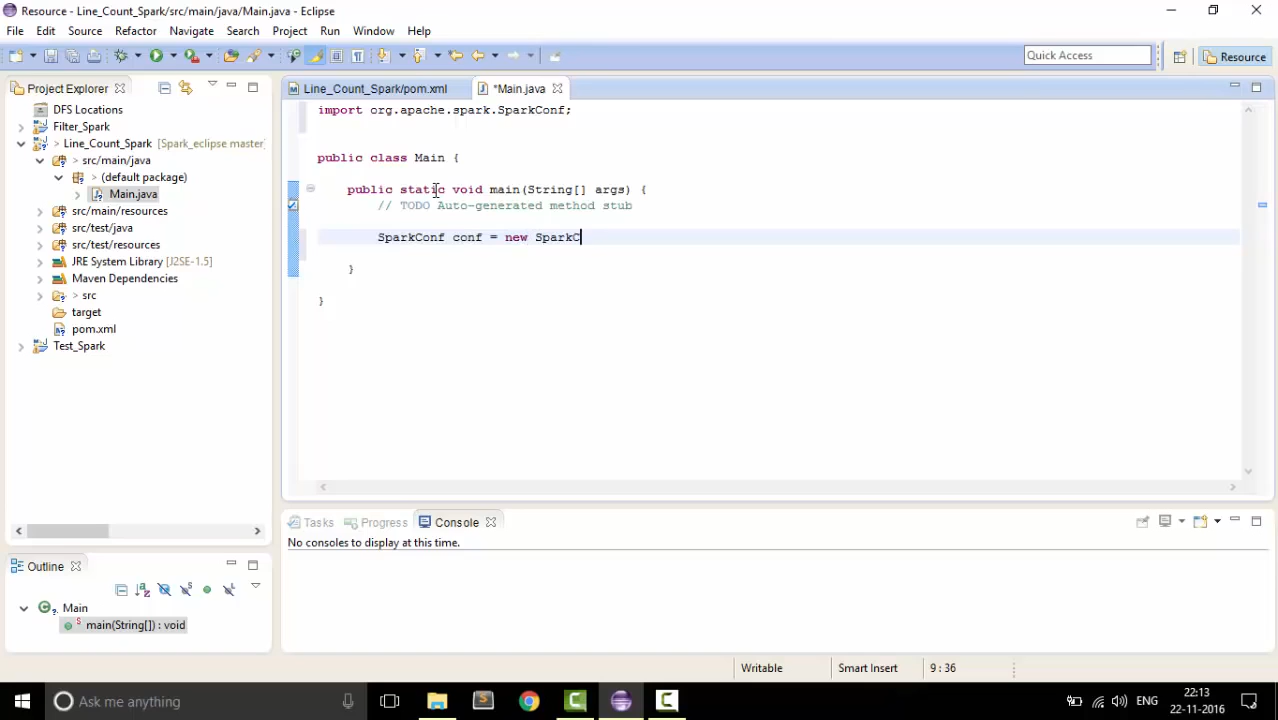 Resource - Line_Count_Spark/src/main/java/Main.java - Eclipse
File Edit Source Refactor Navigate Search Project Run Window Help
Quick Access
Resource
Project Explorer
Line_Count_Spark/pom.xml
*Main.java
DFS Locations
Filter_Spark
> Line_Count_Spark [Spark_eclipse master]
> src/main/java
> (default package)
> Main.java
src/main/resources
src/test/java
src/test/resources
JRE System Library [J2SE-1.5]
Maven Dependencies
> src
target
pom.xml
Test_Spark
import org.apache.spark.SparkConf;
public class Main {
public static void main(String[] args) {
// TODO Auto-generated method stub
SparkConf conf = new SparkC
}
}
Outline
Main
main(String[]) : void
Tasks
Progress
Console
No consoles to display at this time.
Writable
Smart Insert
9 : 36
Ask me anything
ENG
22:13
22-11-2016